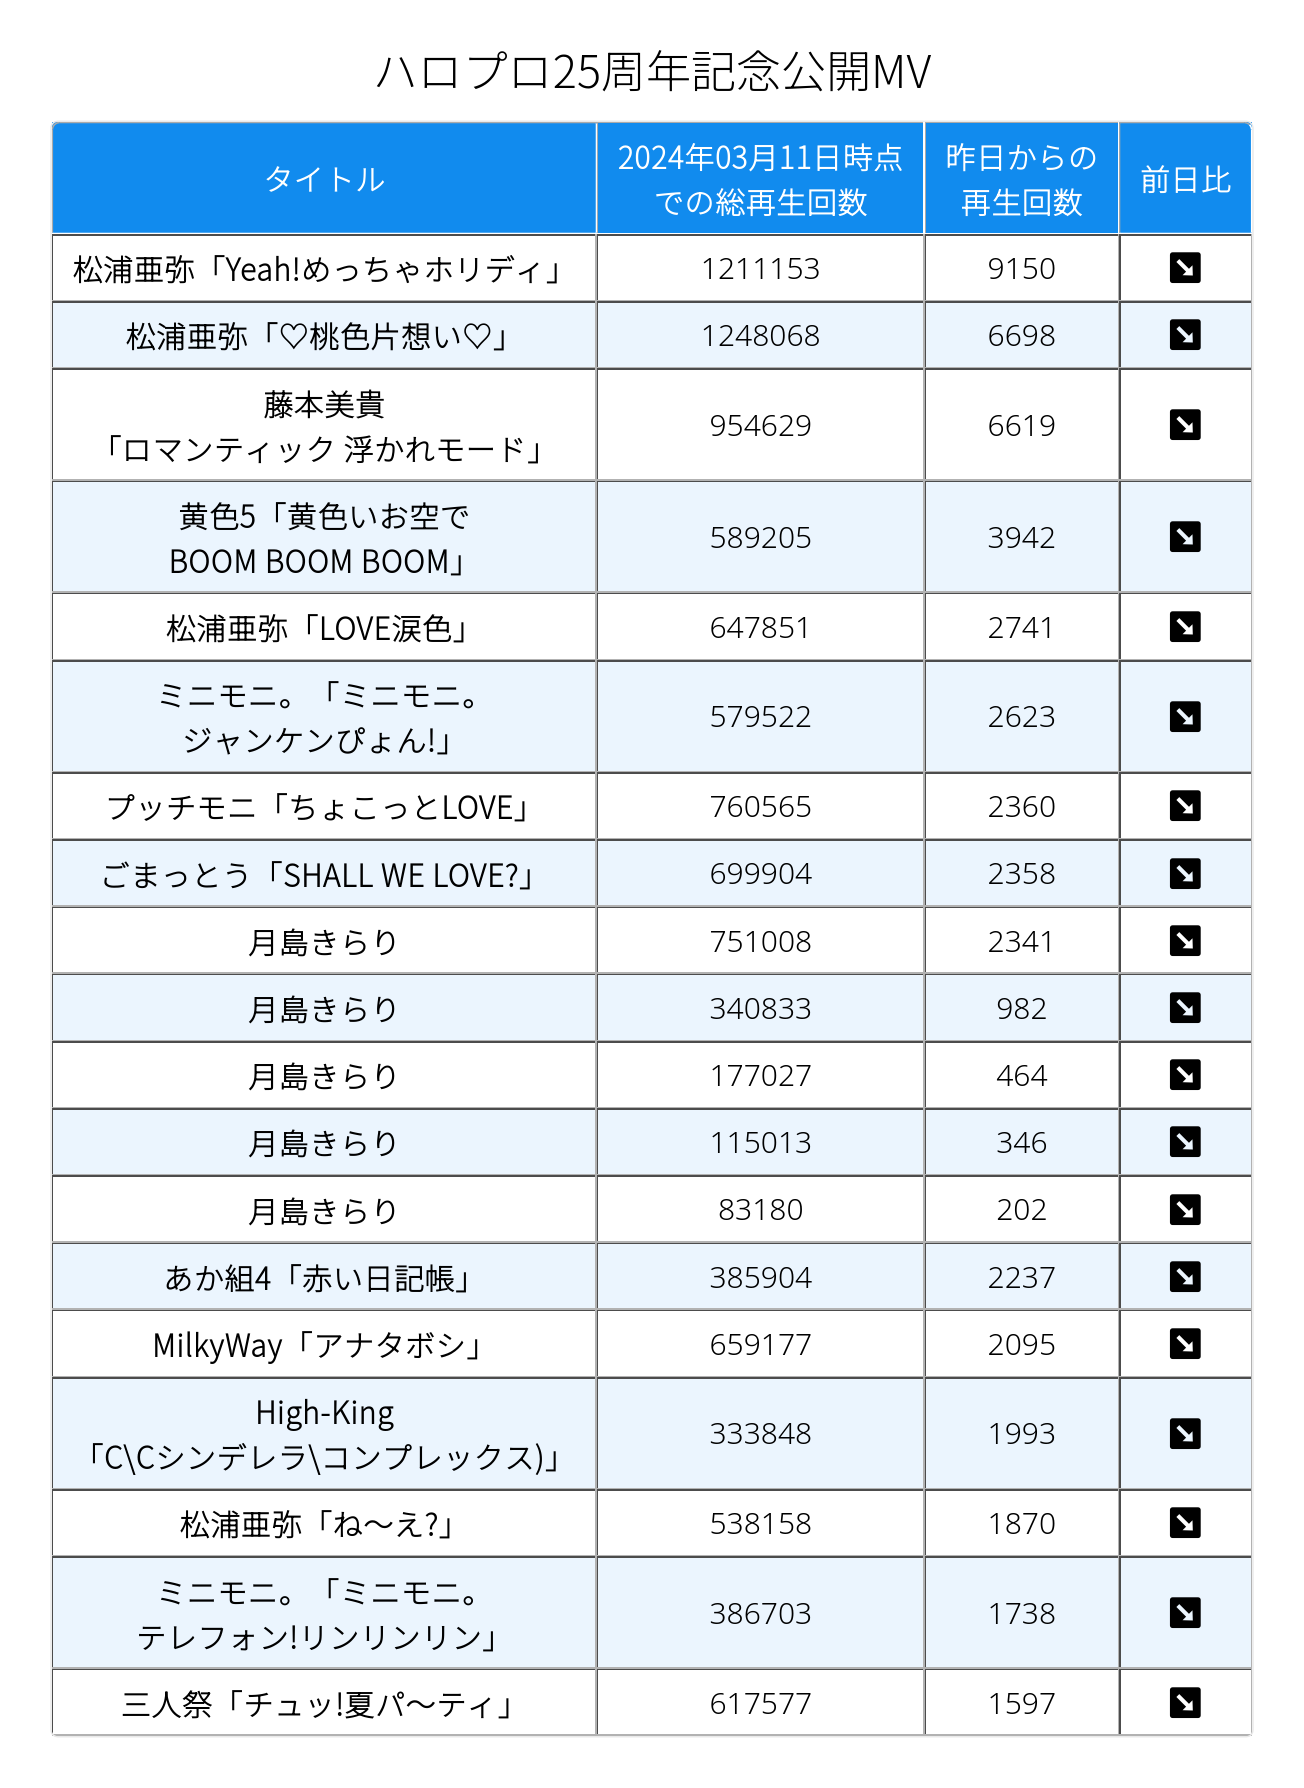 ハロプロ25周年記念公開MV
タイトル
2024年03月11日時点
での総再生回数
昨日からの
再生回数
前日比
松浦亜弥「Yeah!めっちゃホリディ」
1211153
9150
松浦亜弥「♡桃色片想い♡」
1248068
6698
藤本美貴
「ロマンティック 浮かれモード」
954629
6619
黄色5「黄色いお空で
BOOM BOOM BOOM」
589205
3942
松浦亜弥「LOVE涙色」
647851
2741
ミニモニ。「ミニモニ。
ジャンケンぴょん!」
579522
2623
プッチモニ「ちょこっとLOVE」
760565
2360
ごまっとう「SHALL WE LOVE?」
699904
2358
月島きらり
751008
2341
月島きらり
340833
982
月島きらり
177027
464
月島きらり
115013
346
月島きらり
83180
202
あか組4「赤い日記帳」
385904
2237
MilkyWay「アナタボシ」
659177
2095
High-King
「C\Cシンデレラ\コンプレックス)」
333848
1993
松浦亜弥「ね～え?」
538158
1870
ミニモニ。「ミニモニ。
テレフォン!リンリンリン」
386703
1738
三人祭「チュッ!夏パ～ティ」
617577
1597